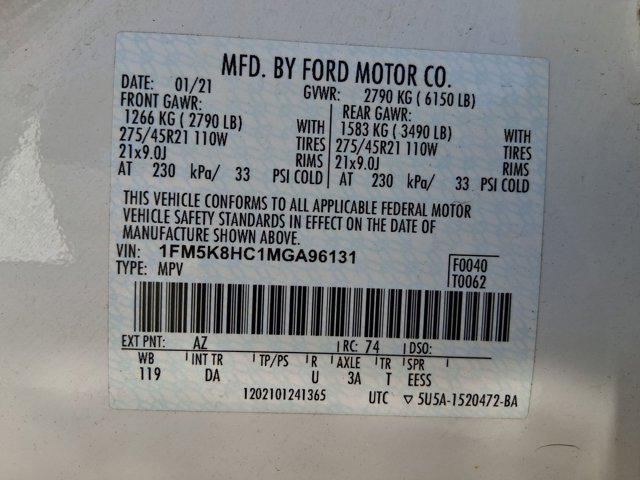 MFD. BY FORD MOTOR CO.
DATE: 01/21 GVWR: 2790 KG ( 6150 LB)
FRONT GAWR: REAR GAWR:
1266 KG ( 2790 LB) WITH 1583 KG ( 3490 LB) WITH
275/45R21 110W TIRES 275/45R21 110W TIRES
21x9.0J RIMS 21x9.0J RIMS
AT 230 kPa/ 33 PSI COLD AT 230 kPa/ 33 PSI COLD
THIS VEHICLE CONFORMS TO ALL APPLICABLE FEDERAL MOTOR
VEHICLE SAFETY STANDARDS IN EFFECT ON THE DATE OF
MANUFACTURE SHOWN ABOVE.
VIN: 1FM5K8HC1MGA96131 F0040
TYPE: MPV T0062
EXT PNT: AZ RC: 74 DSO:
WB INT TR TP/PS R AXLE TR SPR
119 DA U 3A T EESS
1202101241365 UTC ▽ 5U5A-1520472-BA